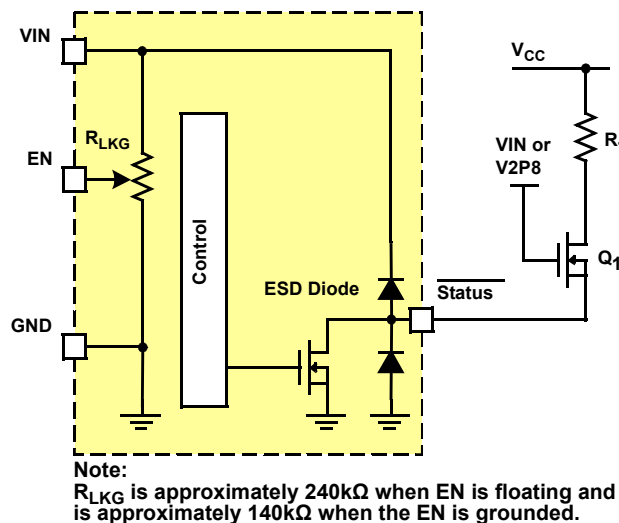 VIN
VCC
RLKG
EN
VIN or
V2P8
Control
Q1
ESD Diode
Status
GND
Note:
RLKG is approximately 240kΩ when EN is floating and
is approximately 140kΩ when the EN is grounded.